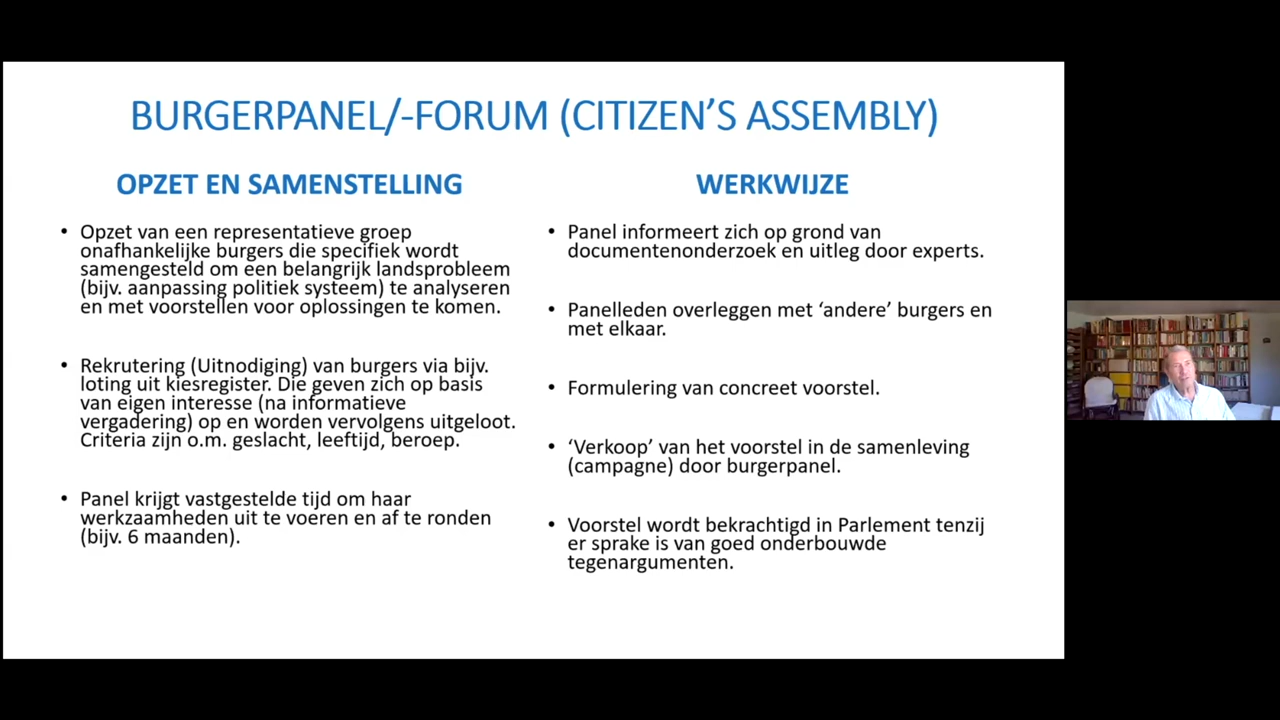 BURGERPANEL/-FORUM (CITIZEN’S ASSEMBLY)
OPZET EN SAMENSTELLING
• Opzet van een representatieve groep
onafhankelijke burgers die specifiek wordt
samengesteld om een belangrijk landsprobleem
(bijv. aanpassing politiek systeem) te analyseren
en met voorstellen voor oplossingen te komen.
• Rekrutering (Uitnodiging) van burgers via bijv.
loting uit kiesregister. Die geven zich op basis
van eigen interesse (na informatieve
vergadering) op en worden vervolgens uitgeloot.
Criteria zijn o.m. geslacht, leeftijd, beroep.
• Panel krijgt vastgestelde tijd om haar
werkzaamheden uit te voeren en af te ronden
(bijv. 6 maanden).
WERKWIJZE
• Panel informeert zich op grond van
documentenonderzoek en uitleg door experts.
• Panelleden overleggen met ‘andere’ burgers en
met elkaar.
• Formulering van concreet voorstel.
• ‘Verkoop’ van het voorstel in de samenleving
(campagne) door burgerpanel.
• Voorstel wordt bekrachtigd in Parlement tenzij
er sprake is van goed onderbouwde
tegenargumenten.